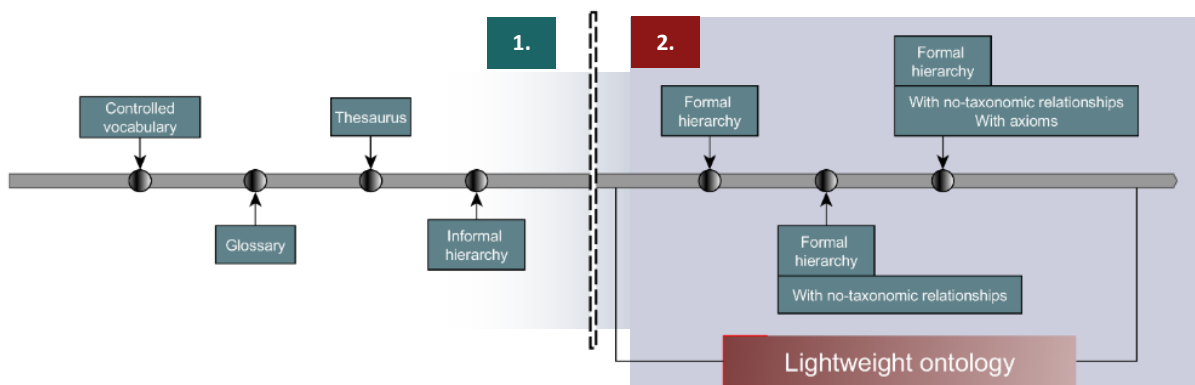 1.
2.
Controlled
vocabulary
Thesaurus
Formal
hierarchy
Formal
hierarchy
With no-taxonomic relationships
With axioms
Glossary
Informal
hierarchy
Formal
hierarchy
With no-taxonomic relationships
Lightweight ontology